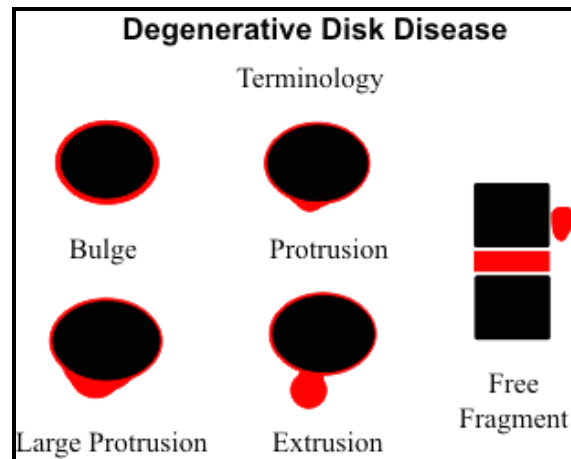 Degenerative Disk Disease
Terminology
Bulge
Protrusion
Large Protrusion
Extrusion
Free
Fragment